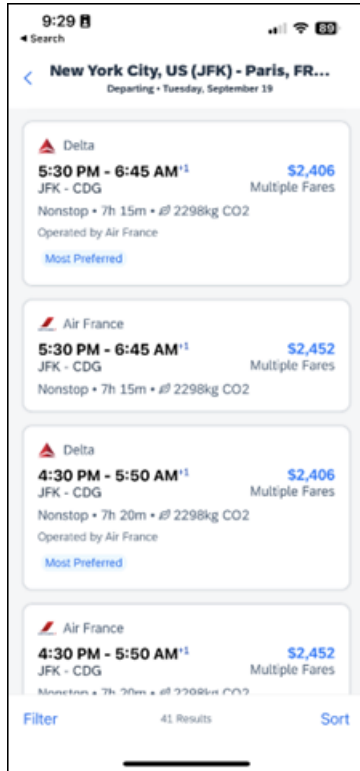 9:29
89
Search
New York City, US (JFK) - Paris, FR...
Departing • Tuesday, September 19
Delta
5:30 PM - 6:45 AM+1 $2,406
JFK - CDG Multiple Fares
Nonstop • 7h 15m • 2298kg CO2
Operated by Air France
Most Preferred
Air France
5:30 PM - 6:45 AM+1 $2,452
JFK - CDG Multiple Fares
Nonstop • 7h 15m • 2298kg CO2
Delta
4:30 PM - 5:50 AM+1 $2,406
JFK - CDG Multiple Fares
Nonstop • 7h 20m • 2298kg CO2
Operated by Air France
Most Preferred
Air France
4:30 PM - 5:50 AM+1 $2,452
JFK - CDG Multiple Fares
Nonstop • 7h 20m • 2298kg CO2
Filter 41 Results Sort